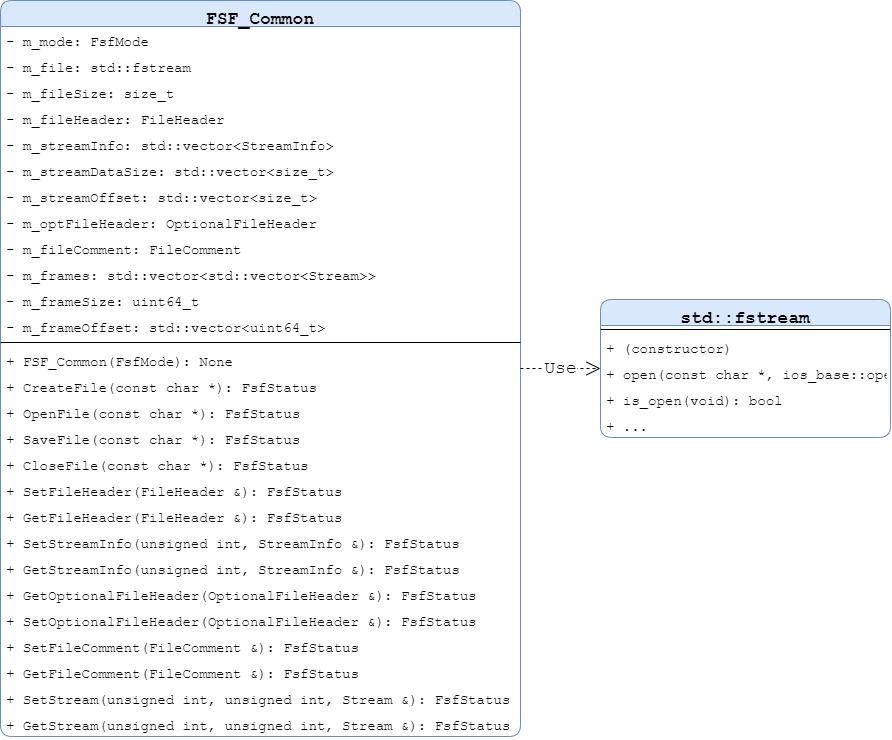 FSF_Common
- m_mode: FsfMode
- m_file: std::fstream
- m_fileSize: size_t
- m_fileHeader: FileHeader
- m_streamInfo: std::vector<StreamInfo>
- m_streamDataSize: std::vector<size_t>
- m_streamOffset: std::vector<size_t>
- m_optFileHeader: OptionalFileHeader
- m_fileComment: FileComment
- m_frames: std::vector<std::vector<Stream>>
- m_frameSize: uint64_t
- m_frameOffset: std::vector<uint64_t>
+ FSF_Common(FsfMode): None
+ CreateFile(const char *): FsfStatus
+ OpenFile(const char *): FsfStatus
+ SaveFile(const char *): FsfStatus
+ CloseFile(const char *): FsfStatus
+ SetFileHeader(FileHeader &): FsfStatus
+ GetFileHeader(FileHeader &): FsfStatus
+ SetStreamInfo(unsigned int, StreamInfo &): FsfStatus
+ GetStreamInfo(unsigned int, StreamInfo &): FsfStatus
+ GetOptionalFileHeader(OptionalFileHeader &): FsfStatus
+ SetOptionalFileHeader(OptionalFileHeader &): FsfStatus
+ SetFileComment(FileComment &): FsfStatus
+ GetFileComment(FileComment &): FsfStatus
+ SetStream(unsigned int, unsigned int, Stream &): FsfStatus
+ GetStream(unsigned int, unsigned int, Stream &): FsfStatus
Use
std::fstream
+ (constructor)
+ open(const char *, ios_base::ope
+ is_open(void): bool
+ ...